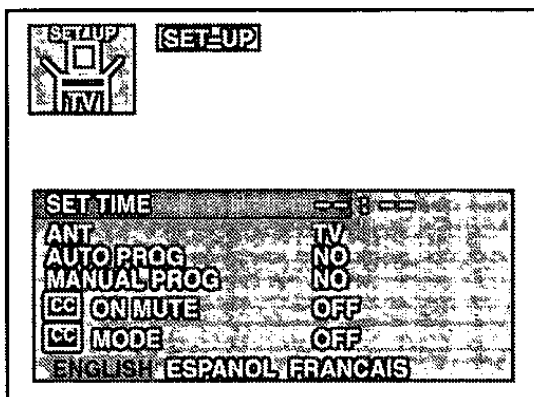 SET-UP
SET-UP
TV
SET TIME -- : --
ANT TV
AUTO PROG NO
MANUAL PROG NO
CC ON MUTE OFF
CC MODE OFF
ENGLISH ESPANOL FRANCAIS